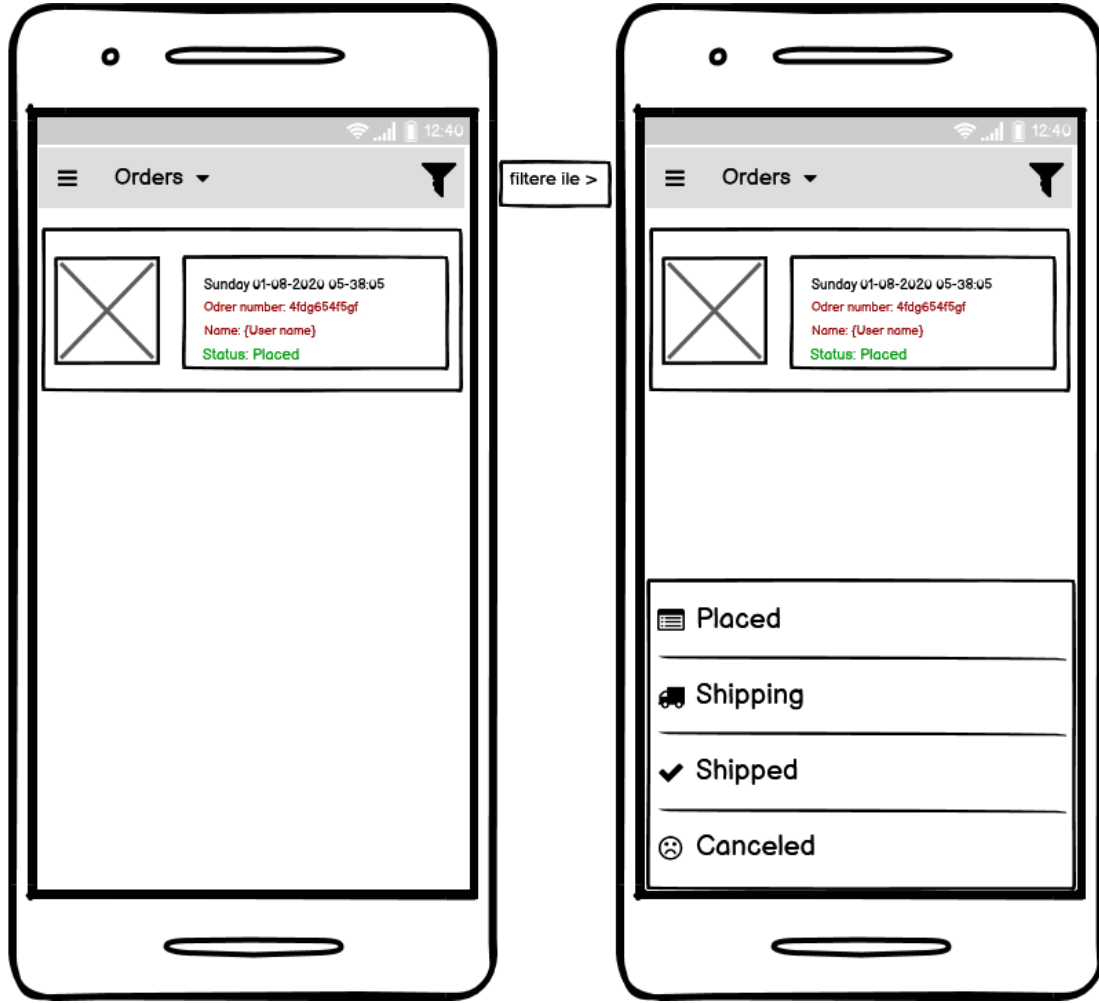 12:40
Orders
Sunday 01-08-2020 05-38:05
Odrer number: 4fdg654f5gf
Name: {User name}
Status: Placed
filtere ile >
12:40
Orders
Sunday 01-08-2020 05-38:05
Odrer number: 4fdg654f5gf
Name: {User name}
Status: Placed
Placed
Shipping
Shipped
Canceled